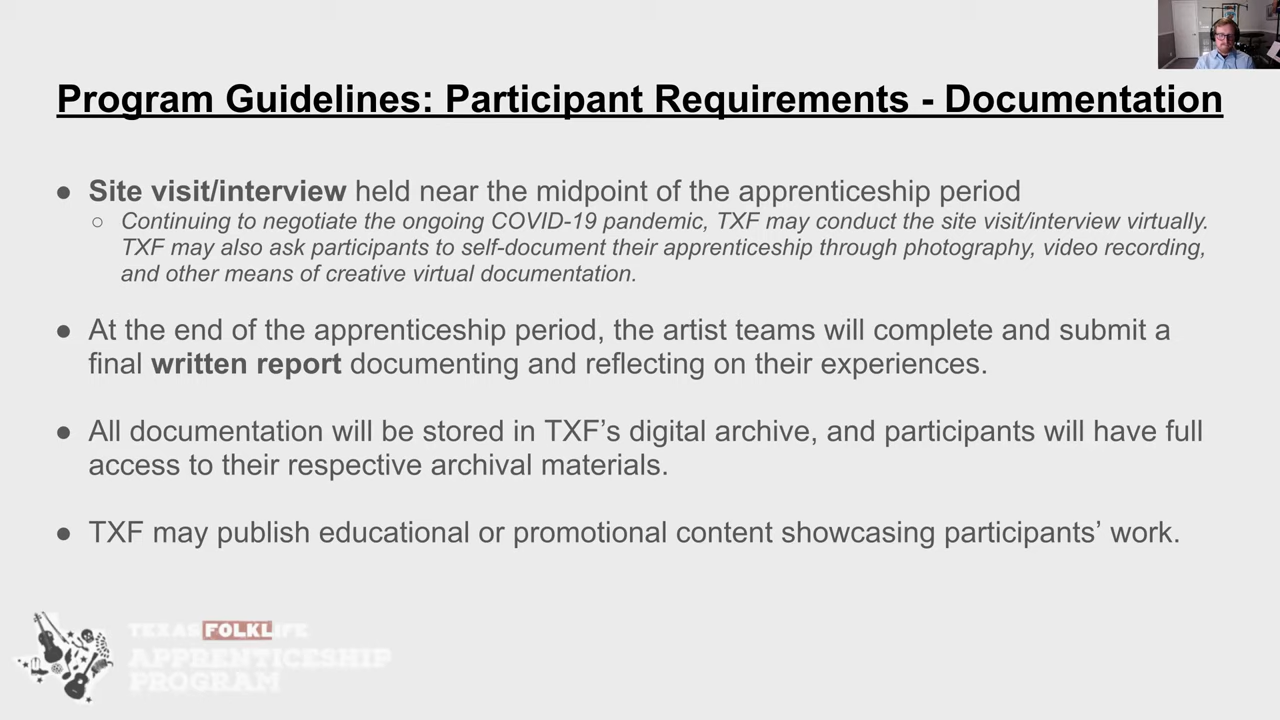 Program Guidelines: Participant Requirements - Documentation
● Site visit/interview held near the midpoint of the apprenticeship period
○ Continuing to negotiate the ongoing COVID-19 pandemic, TXF may conduct the site visit/interview virtually.
TXF may also ask participants to self-document their apprenticeship through photography, video recording,
and other means of creative virtual documentation.
● At the end of the apprenticeship period, the artist teams will complete and submit a
final written report documenting and reflecting on their experiences.
● All documentation will be stored in TXF’s digital archive, and participants will have full
access to their respective archival materials.
● TXF may publish educational or promotional content showcasing participants’ work.
TEXAS FOLKLIFE
APPRENTICESHIP
PROGRAM